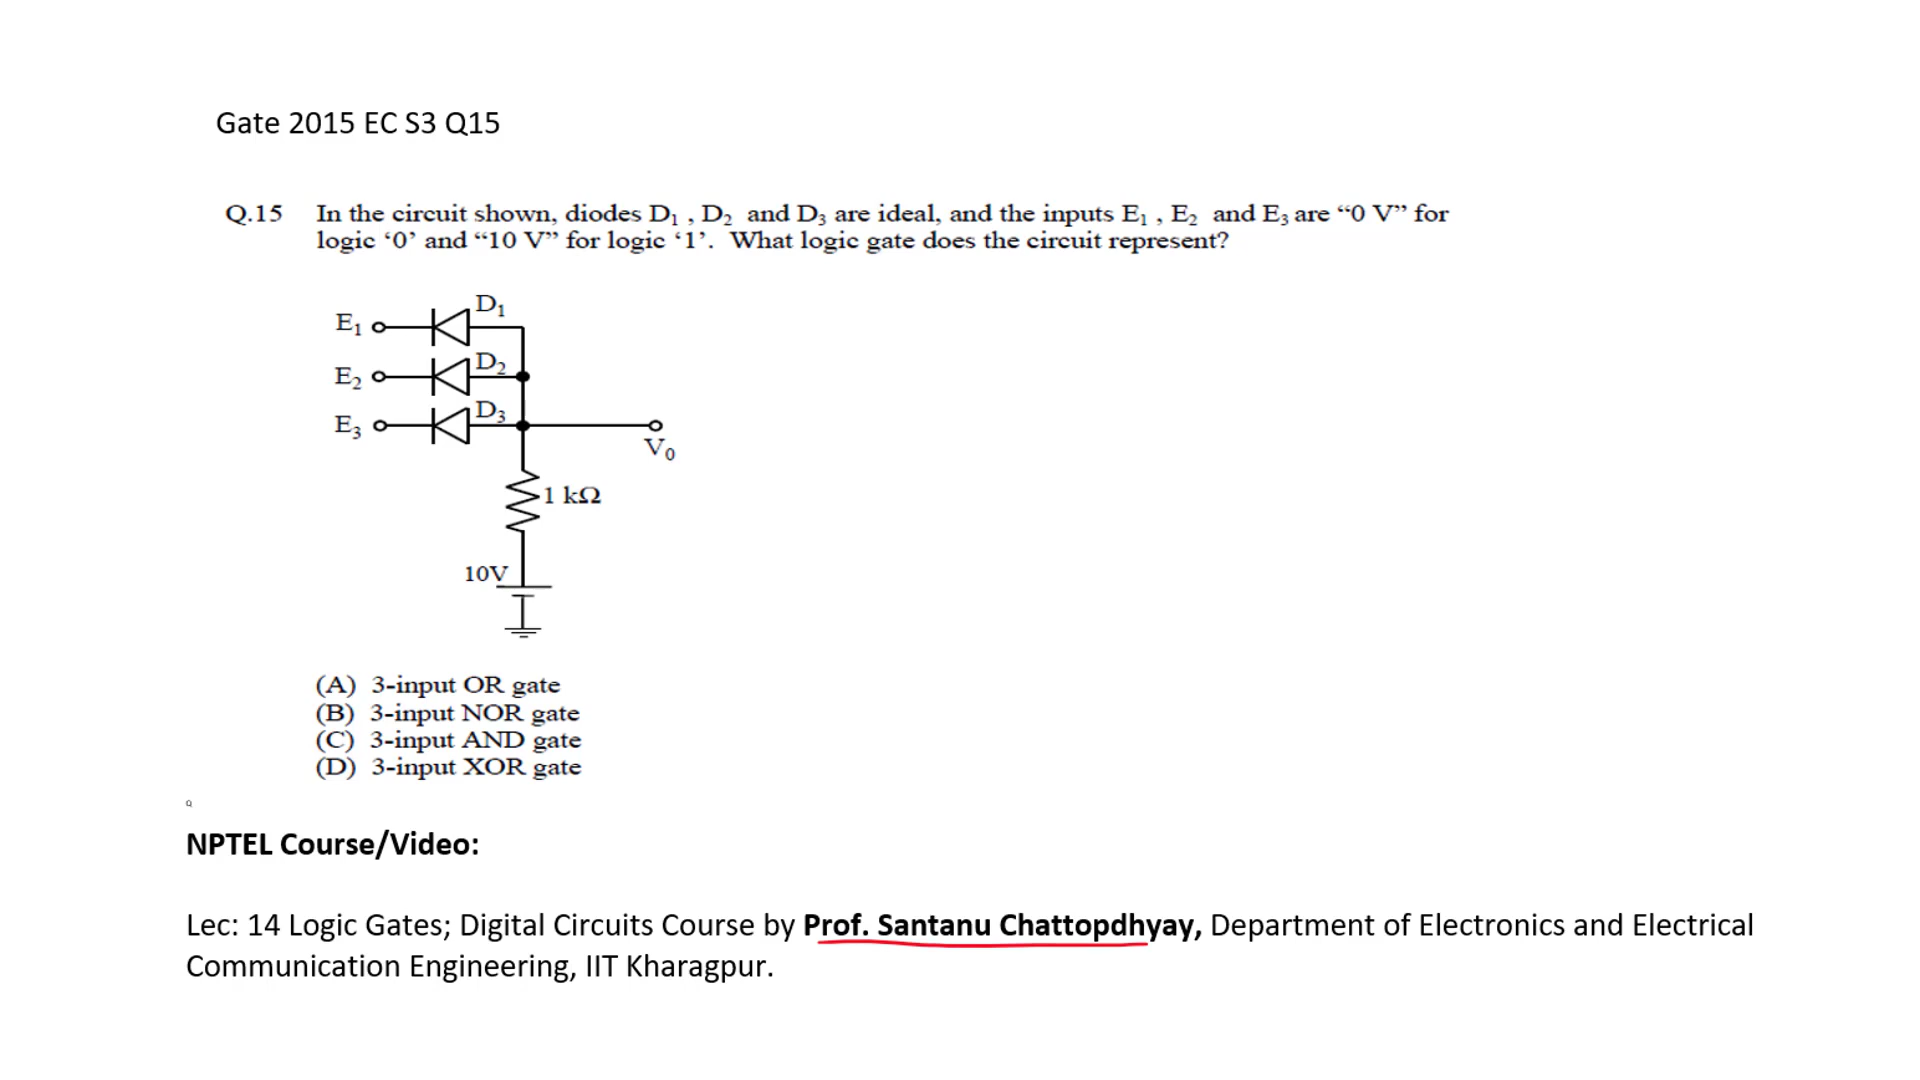 Gate 2015 EC S3 Q15
Q.15 In the circuit shown, diodes D₁ , D₂ and D₃ are ideal, and the inputs E₁ , E₂ and E₃ are “0 V” for
logic ‘0’ and “10 V” for logic ‘1’. What logic gate does the circuit represent?
D₁
E₁
D₂
E₂
D₃
E₃
V₀
1 kΩ
10V
(A) 3-input OR gate
(B) 3-input NOR gate
(C) 3-input AND gate
(D) 3-input XOR gate
Q
NPTEL Course/Video:
Lec: 14 Logic Gates; Digital Circuits Course by Prof. Santanu Chattopdhyay, Department of Electronics and Electrical
Communication Engineering, IIT Kharagpur.